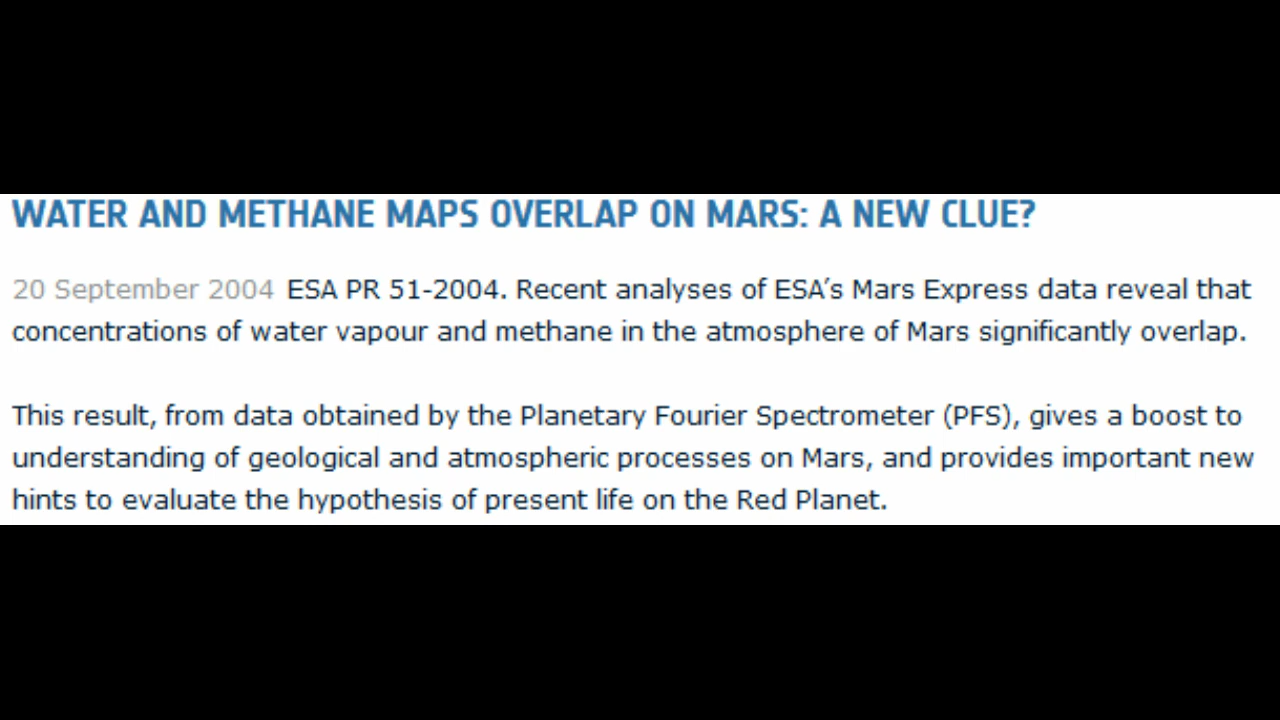 WATER AND METHANE MAPS OVERLAP ON MARS: A NEW CLUE?
20 September 2004 ESA PR 51-2004. Recent analyses of ESA’s Mars Express data reveal that
concentrations of water vapour and methane in the atmosphere of Mars significantly overlap.
This result, from data obtained by the Planetary Fourier Spectrometer (PFS), gives a boost to
understanding of geological and atmospheric processes on Mars, and provides important new
hints to evaluate the hypothesis of present life on the Red Planet.